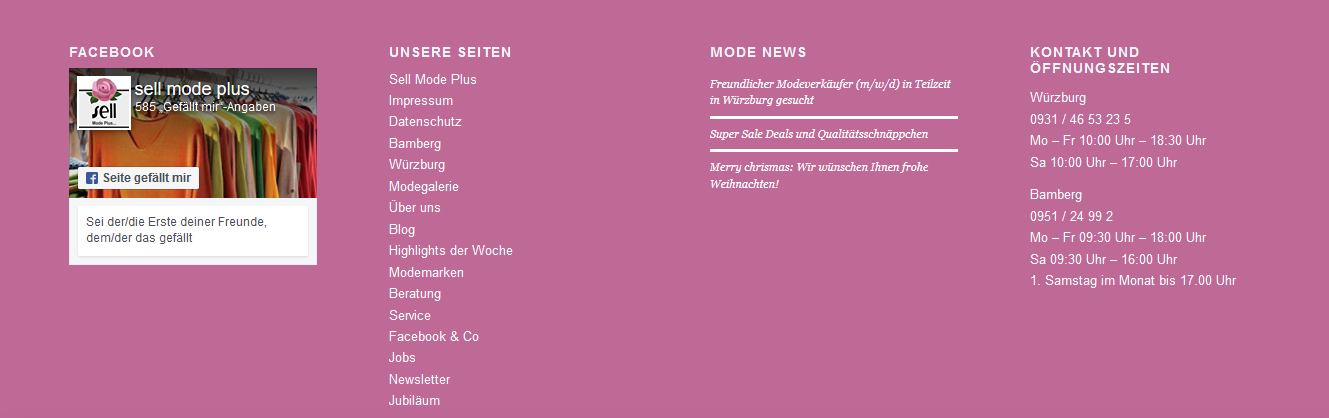 FACEBOOK
sell mode plus
585 „Gefällt mir“-Angaben
sell
Mode Plus...
Seite gefällt mir
Sei der/die Erste deiner Freunde,
dem/der das gefällt
UNSERE SEITEN
Sell Mode Plus
Impressum
Datenschutz
Bamberg
Würzburg
Modegalerie
Über uns
Blog
Highlights der Woche
Modemarken
Beratung
Service
Facebook & Co
Jobs
Newsletter
Jubiläum
MODE NEWS
Freundlicher Modeverkäufer (m/w/d) in Teilzeit
in Würzburg gesucht
Super Sale Deals und Qualitätsschnäppchen
Merry chrismas: Wir wünschen Ihnen frohe
Weihnachten!
KONTAKT UND
ÖFFNUNGSZEITEN
Würzburg
0931 / 46 53 23 5
Mo – Fr 10:00 Uhr – 18:30 Uhr
Sa 10:00 Uhr – 17:00 Uhr
Bamberg
0951 / 24 99 2
Mo – Fr 09:30 Uhr – 18:00 Uhr
Sa 09:30 Uhr – 16:00 Uhr
1. Samstag im Monat bis 17.00 Uhr